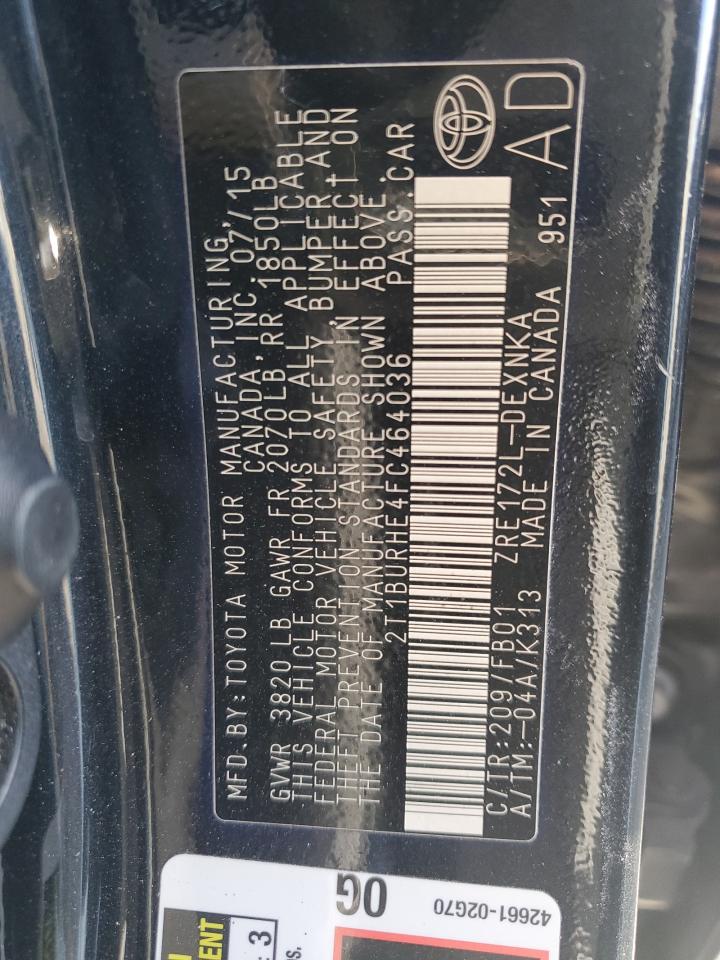 MFD.BY:TOYOTA MOTOR MANUFACTURING,
CANADA, INC 07/15
GVWR 3820 LB GAWR FR 2070LB,RR 1850LB
THIS VEHICLE CONFORMS TO ALL APPLICABLE
FEDERAL MOTOR VEHICLE SAFETY, BUMPER,AND
THEFT PREVENTION STANDARDS IN EFFECT ON
THE DATE OF MANUFACTURE SHOWN ABOVE.
2T1BURHE4FC464036 PASS CAR
C/TR:209/FB01 ZRE172L-DEXNKA 951
A/TM:-04A/K313 MADE IN CANADA AD
0G
42661-02G70
3